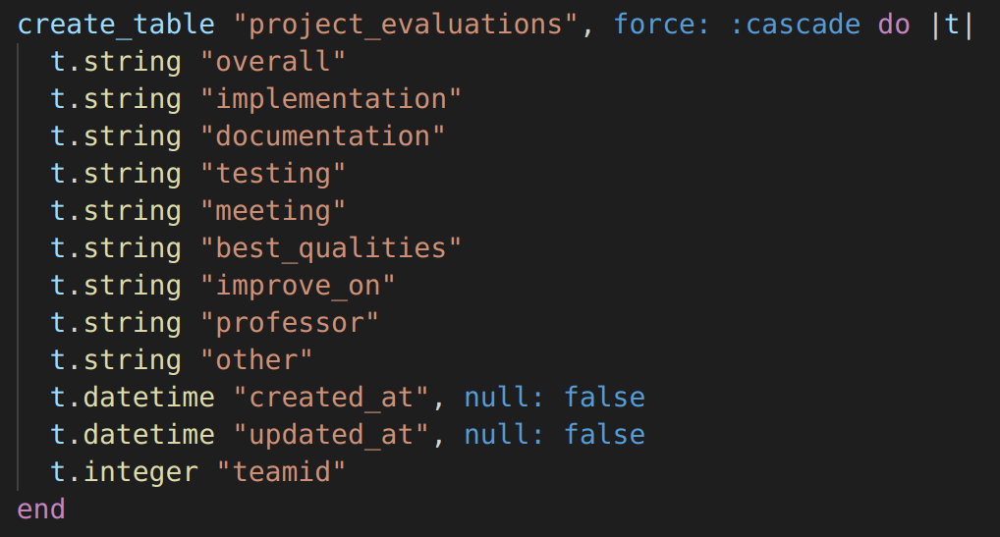 create_table "project_evaluations", force: :cascade do |t|
  t.string "overall"
  t.string "implementation"
  t.string "documentation"
  t.string "testing"
  t.string "meeting"
  t.string "best_qualities"
  t.string "improve_on"
  t.string "professor"
  t.string "other"
  t.datetime "created_at", null: false
  t.datetime "updated_at", null: false
  t.integer "teamid"
end